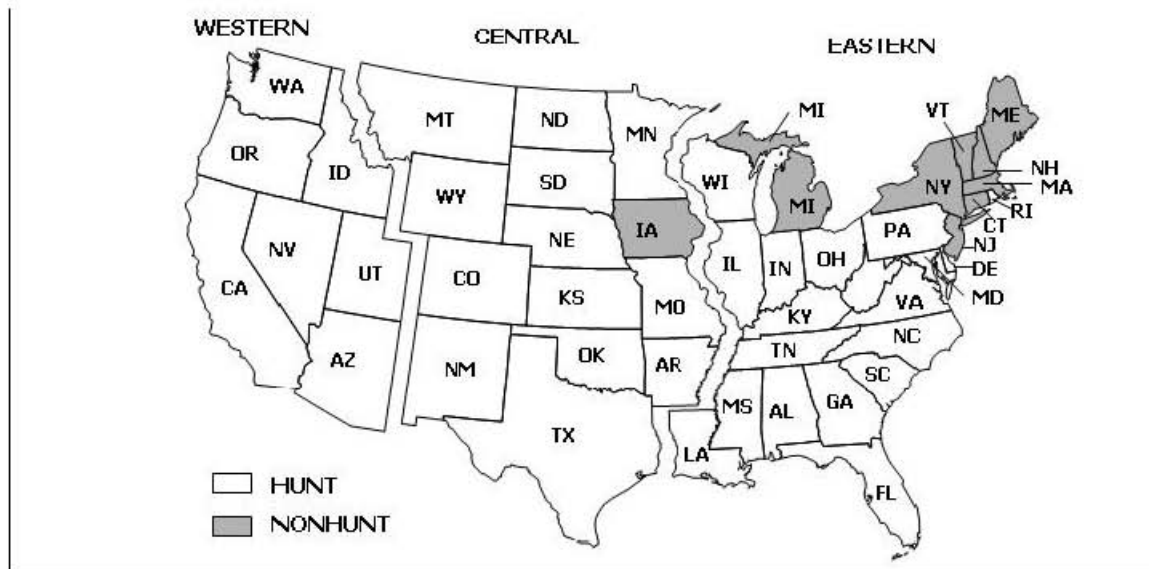 WESTERN
CENTRAL
EASTERN
WA
MT
ND
MN
MI
VT
ME
OR
ID
SD
WI
NH
MA
WY
MI
NY
RI
CT
NE
IA
PA
NJ
NV
UT
CO
IL
IN
OH
DE
CA
KS
MO
MD
VA
KY
NC
AZ
NM
OK
AR
TN
SC
MS
AL
GA
TX
LA
FL
HUNT
NONHUNT